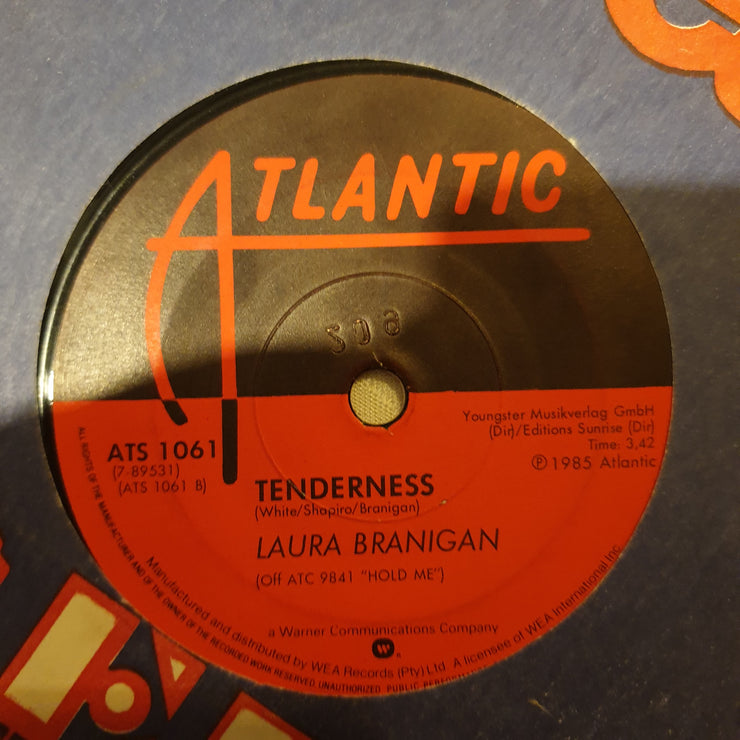 ATLANTIC
ATS 1061
(7-89531)
(ATS 1061 B)
Youngster Musikverlag GmbH
(Dir)/Editions Sunrise (Dir)
Time: 3,42
℗ 1985 Atlantic
TENDERNESS
(White/Shapiro/Branigan)
LAURA BRANIGAN
(Off ATC 9841 "HOLD ME")
a Warner Communications Company
Manufactured and distributed by WEA Records (Pty) Ltd. A licensee of WEA International Inc.
ALL RIGHTS OF THE MANUFACTURER AND OF THE OWNER OF THE RECORDED WORK RESERVED. UNAUTHORIZED PUBLIC